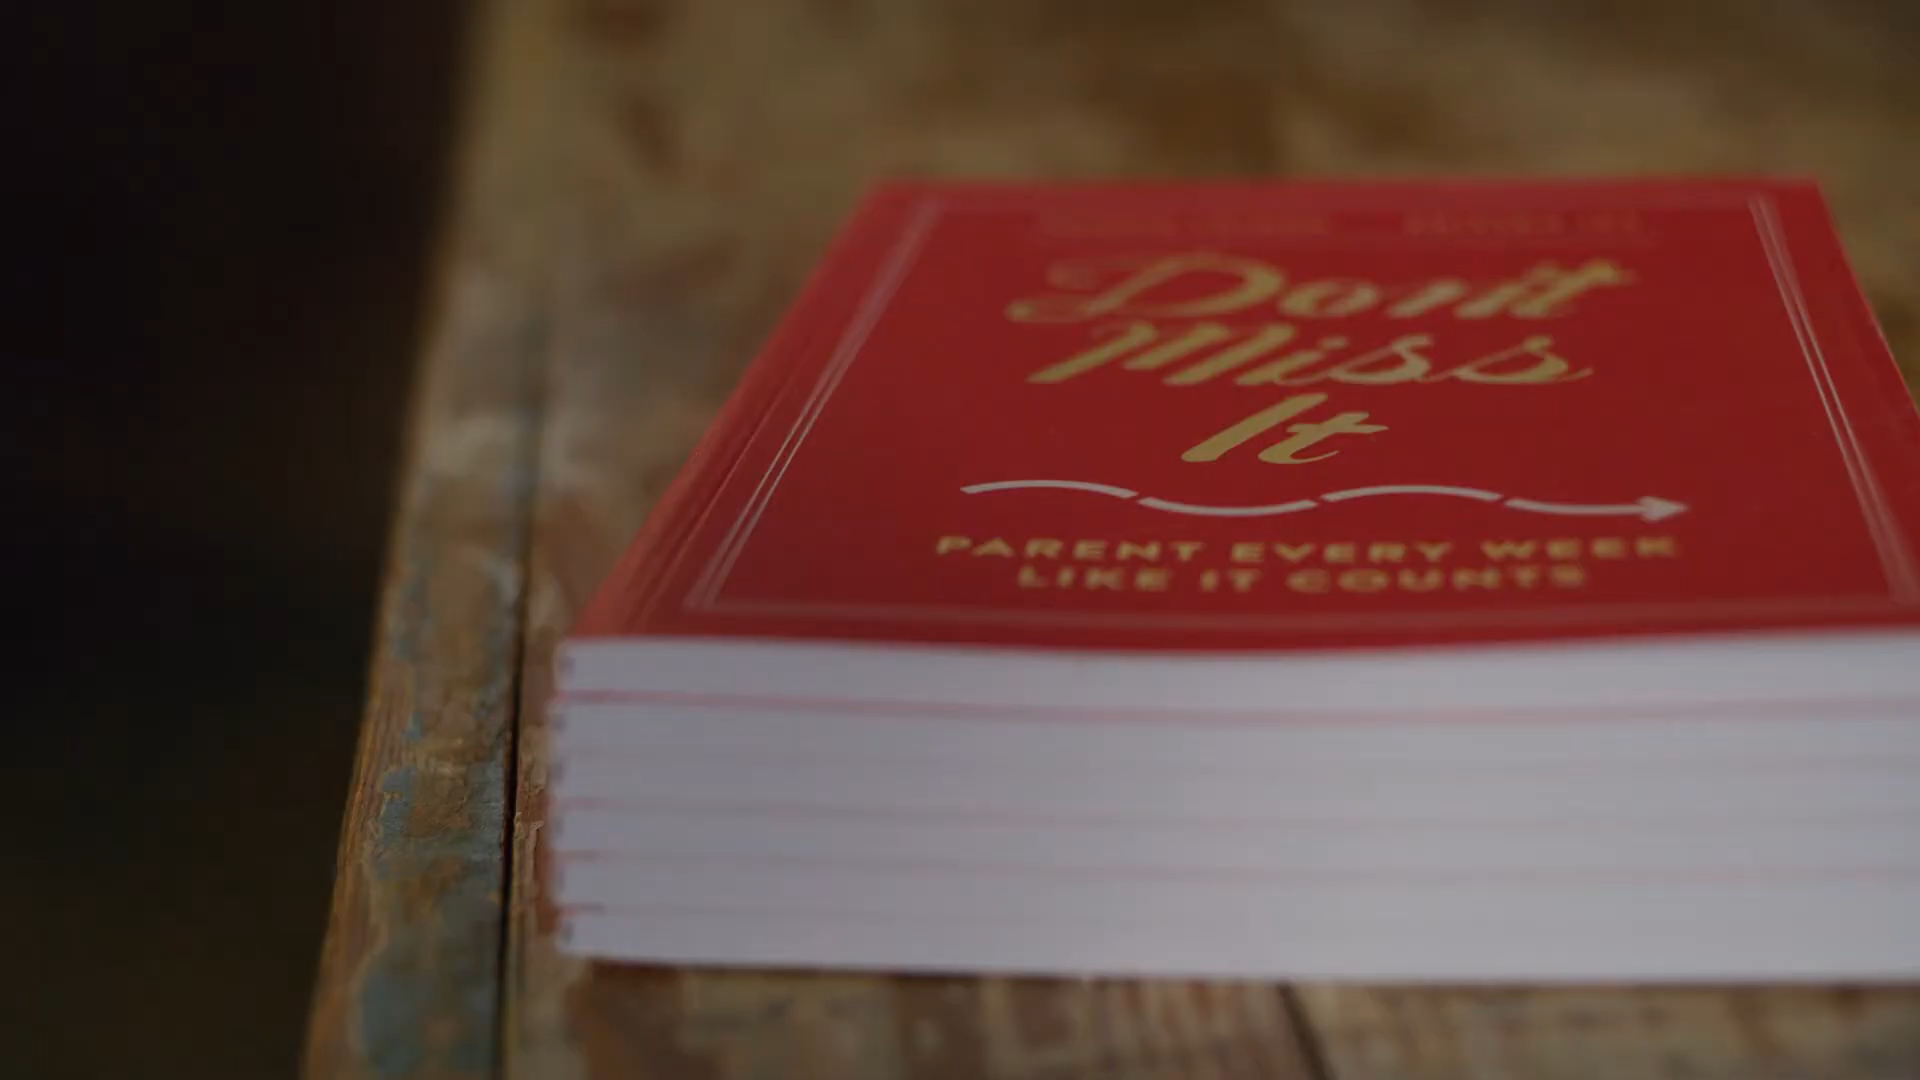 Don't
Miss
It
PARENT EVERY WEEK
LIKE IT COUNTS